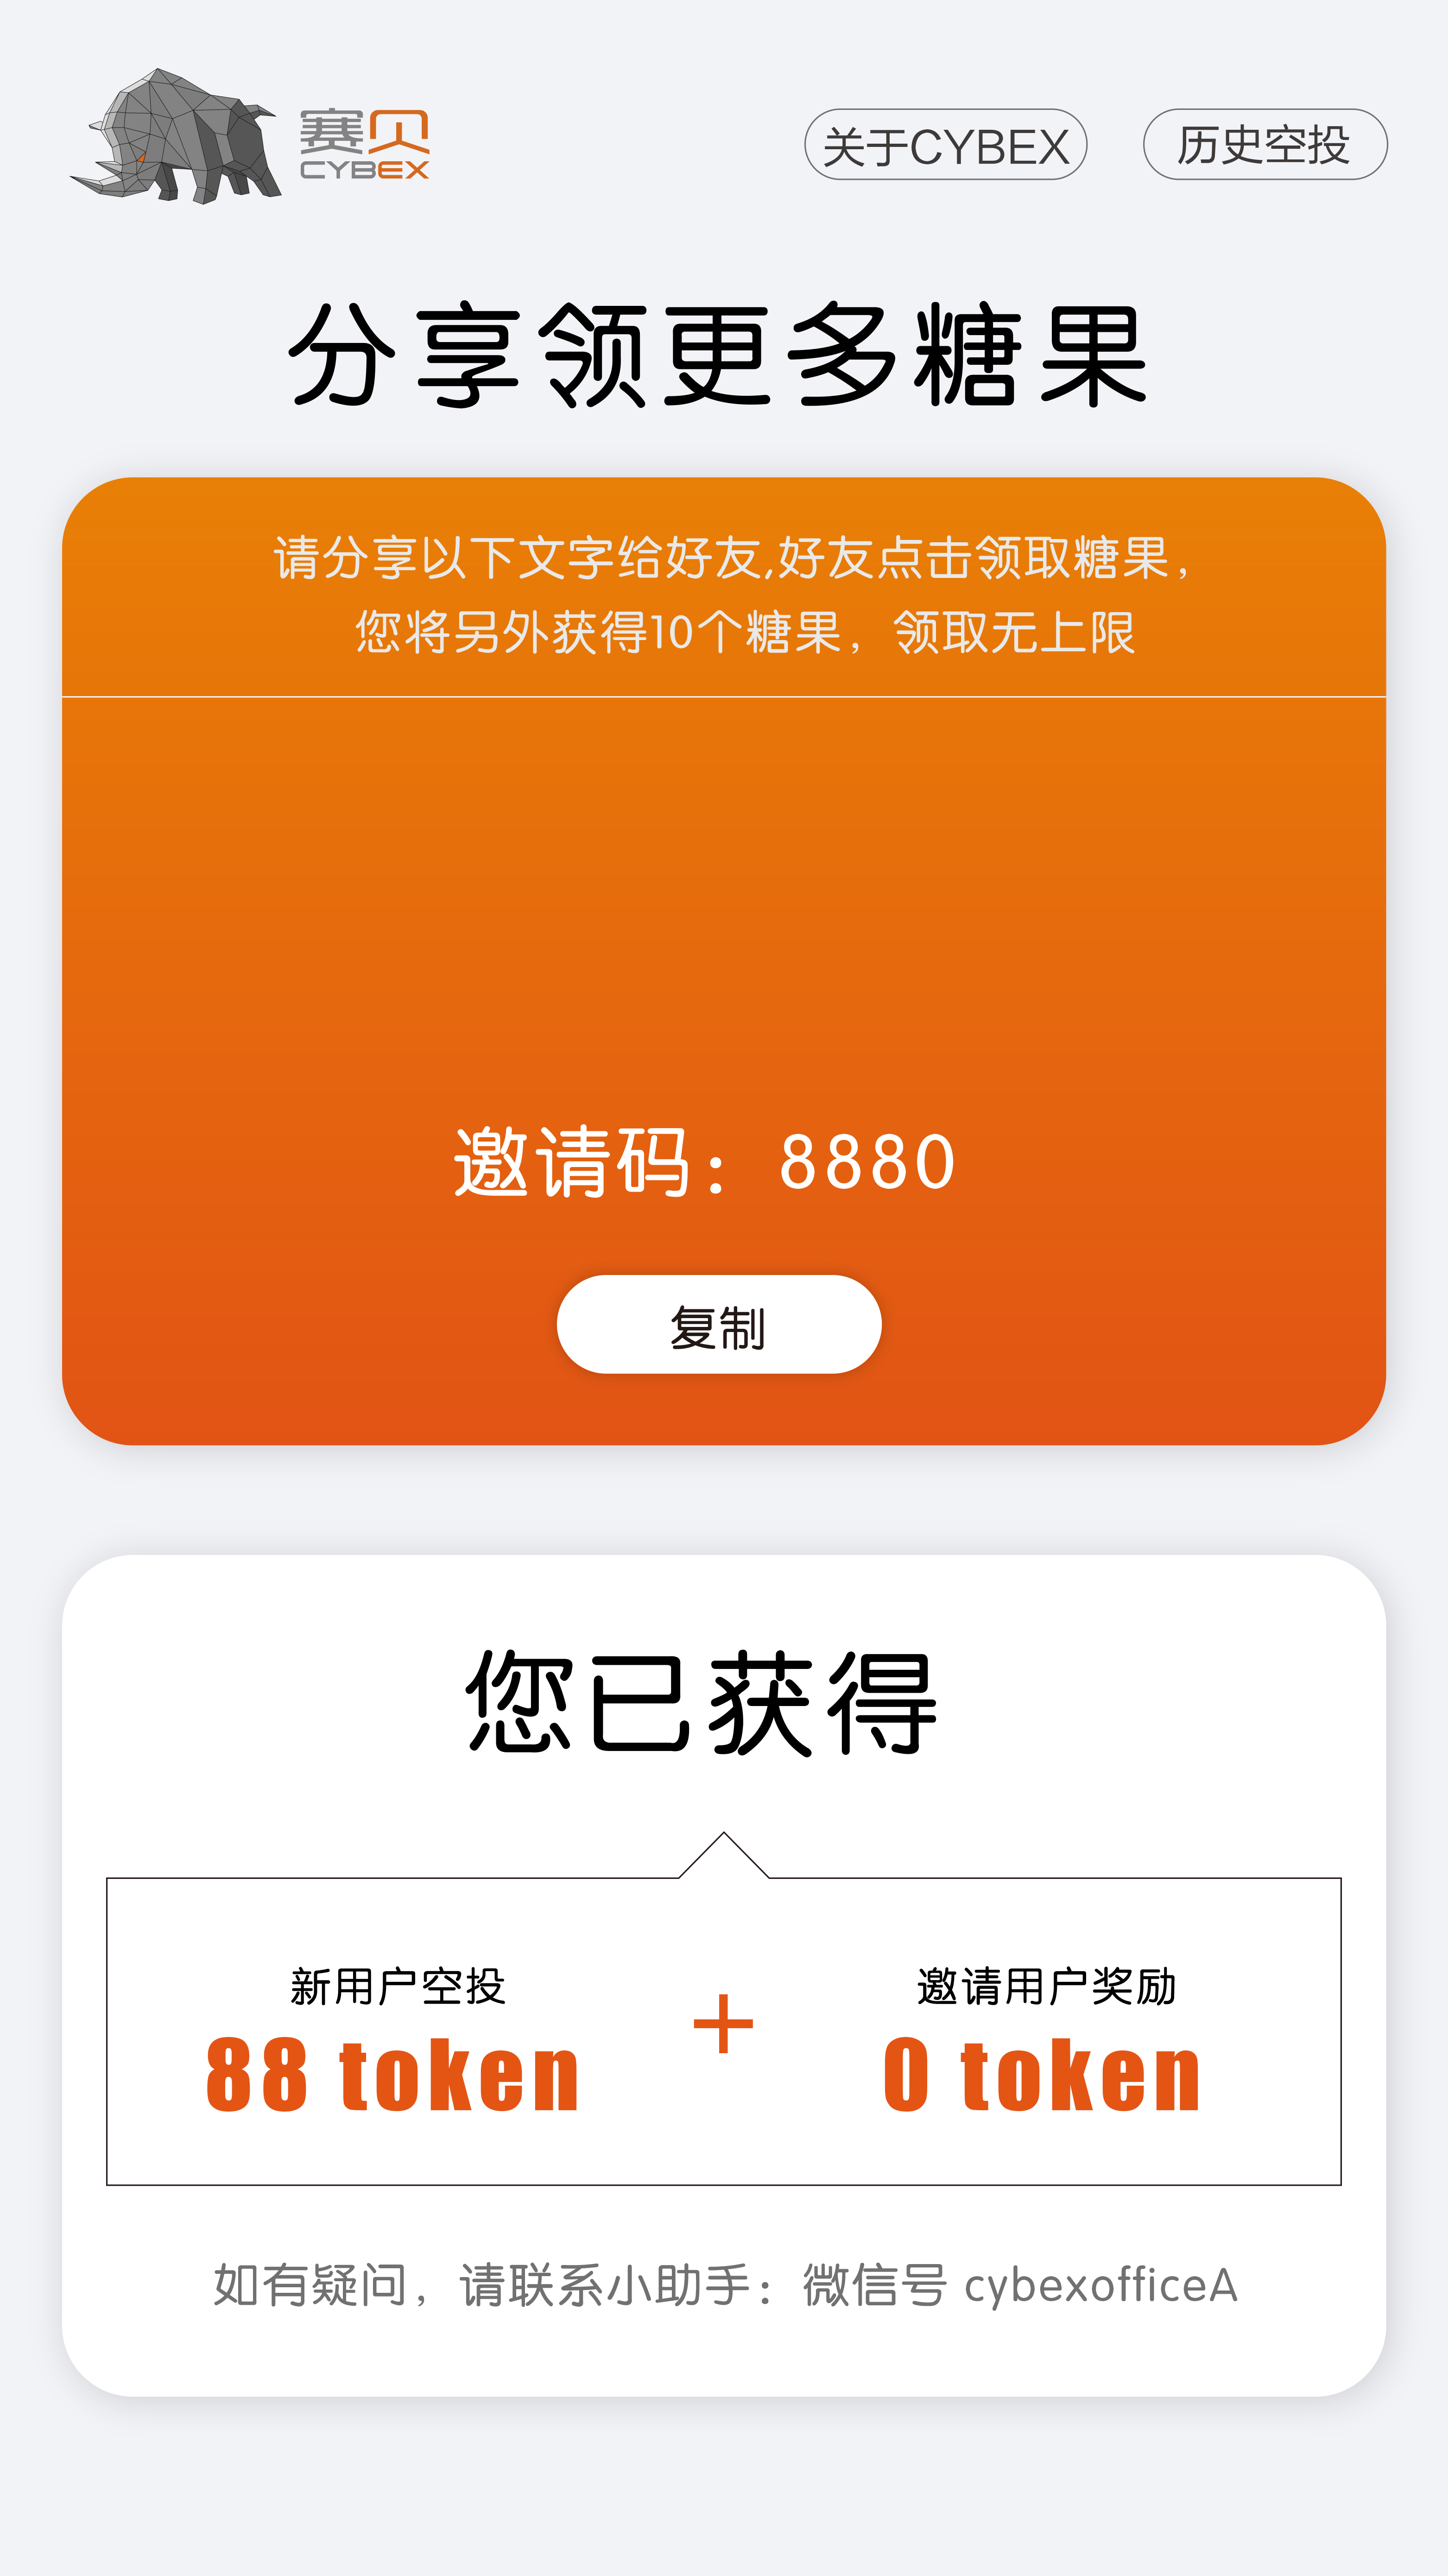 赛贝
CYBEX
关于CYBEX
历史空投
分享领更多糖果
请分享以下文字给好友,好友点击领取糖果，
您将另外获得10个糖果，领取无上限
邀请码：8880
复制
您已获得
新用户空投
88 token
+
邀请用户奖励
0 token
如有疑问，请联系小助手：微信号 cybexofficeA